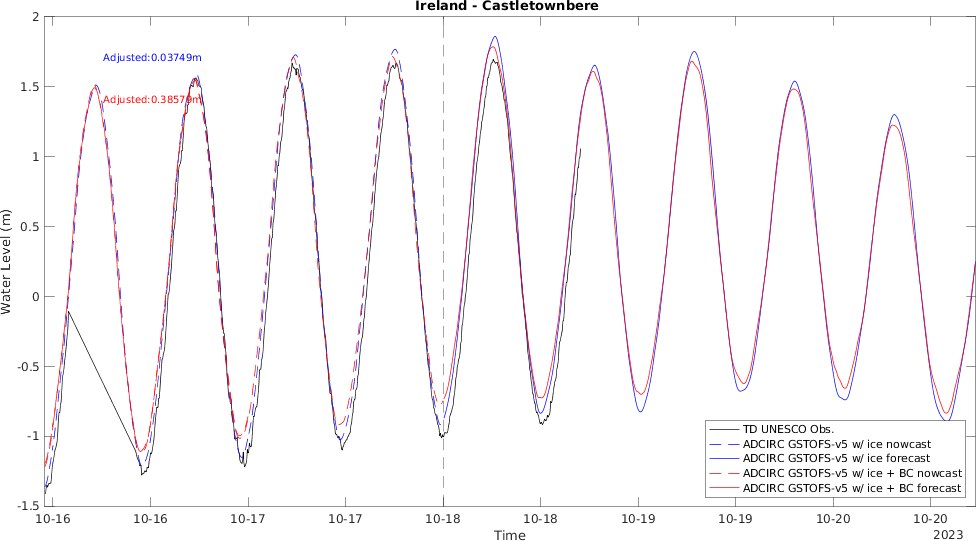 Ireland - Castletownbere
2
1.5
1
0.5
0
-0.5
-1
-1.5
Water Level (m)
Adjusted:0.03749m
Adjusted:0.38579m
TD UNESCO Obs.
ADCIRC GSTOFS-v5 w/ ice nowcast
ADCIRC GSTOFS-v5 w/ ice forecast
ADCIRC GSTOFS-v5 w/ ice + BC nowcast
ADCIRC GSTOFS-v5 w/ ice + BC forecast
10-16 10-16 10-17 10-17 10-18 10-18 10-19 10-19 10-20 10-20
Time
2023